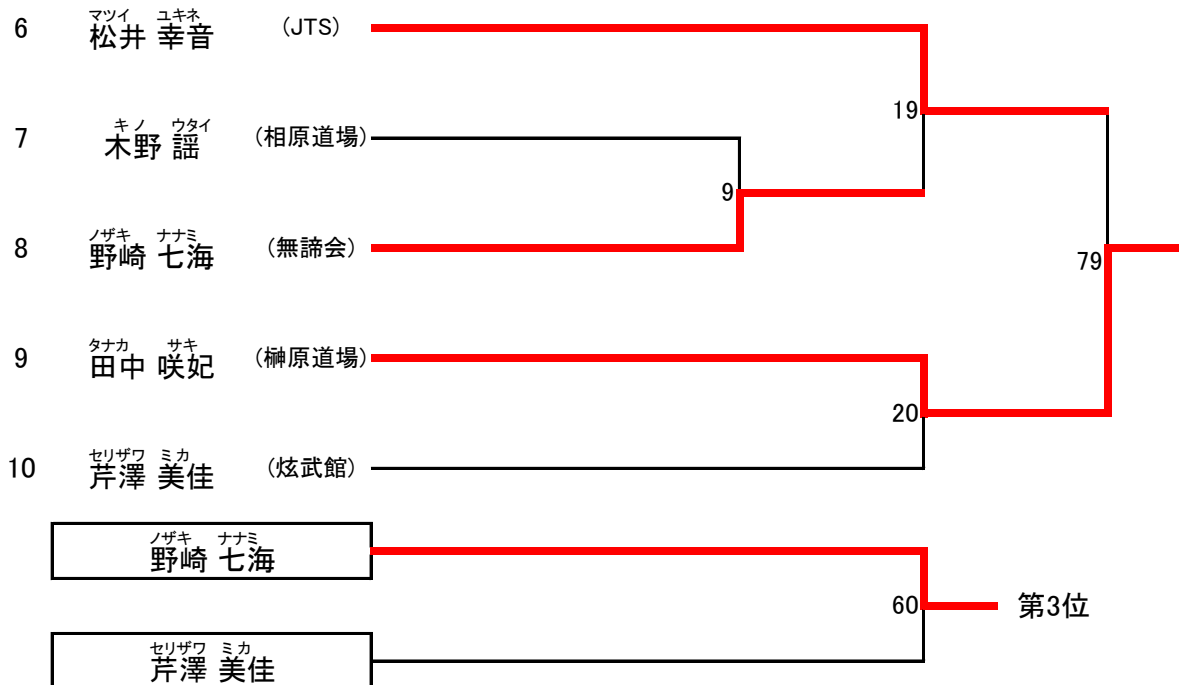 マツイ ユキネ
6 松井 幸音 (JTS)
19
キノ ウタイ
7 木野 謡 (相原道場)
9
ノザキ ナナミ
8 野崎 七海 (無諦会)
79
タナカ サキ
9 田中 咲妃 (榊原道場)
20
セリザワ ミカ
10 芹澤 美佳 (炫武館)
ノザキ ナナミ
野崎 七海
60 第3位
セリザワ ミカ
芹澤 美佳